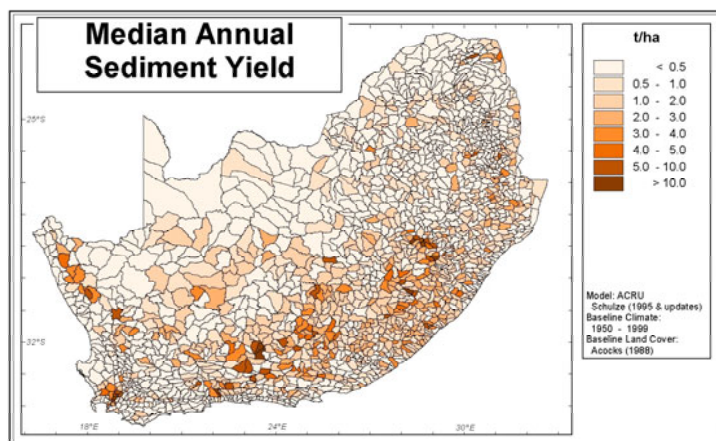 Median Annual
Sediment Yield
t/ha
< 0.5
0.5 - 1.0
1.0 - 2.0
2.0 - 3.0
3.0 - 4.0
4.0 - 5.0
5.0 - 10.0
> 10.0
25°S
32°S
18°E
24°E
30°E
Model: ACRU
Schulze (1995 & updates)
Baseline Climate:
1950 - 1999
Baseline Land Cover:
Acocks (1988)